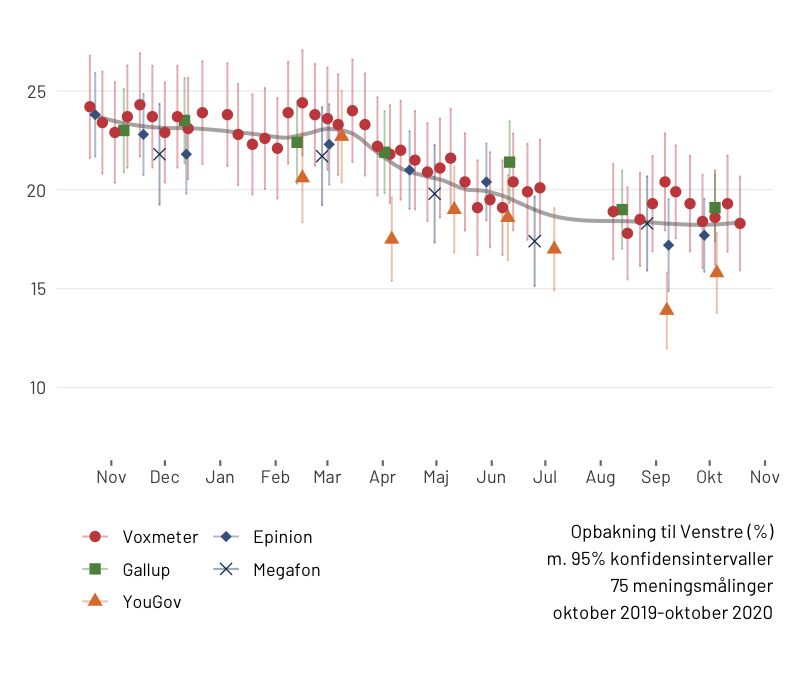 25
20
15
10
Nov Dec Jan Feb Mar Apr Maj Jun Jul Aug Sep Okt Nov
Voxmeter Epinion
Gallup Megafon
YouGov
Opbakning til Venstre (%)
m. 95% konfidensintervaller
75 meningsmålinger
oktober 2019-oktober 2020